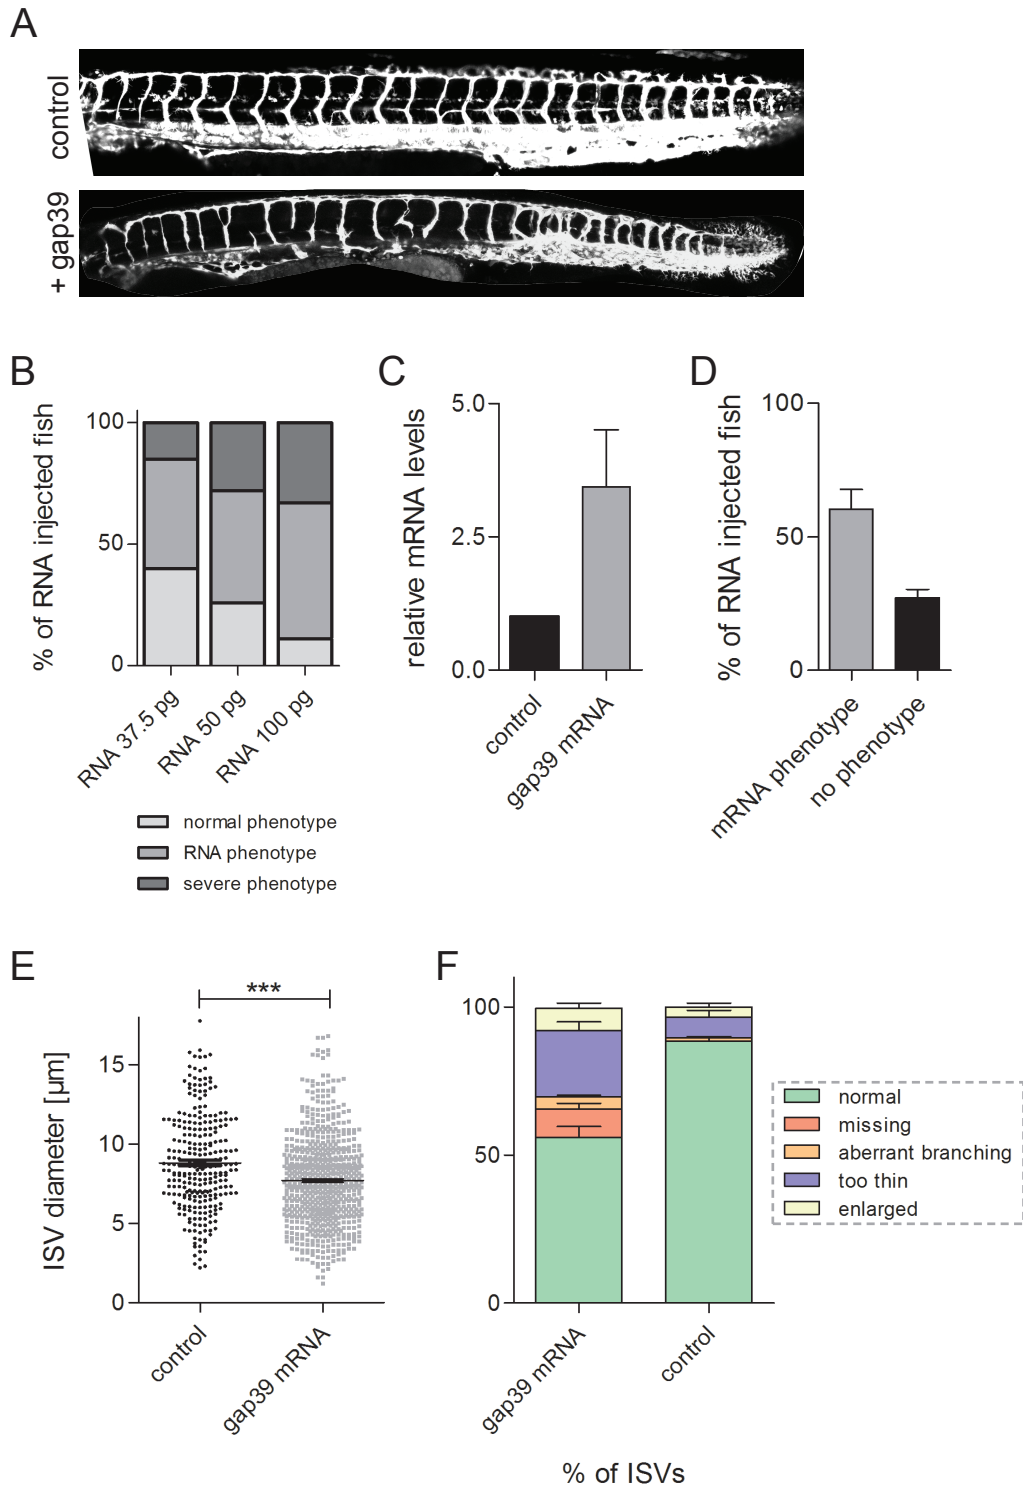 A
control
+ gap39
B
% of RNA injected fish
100
50
0
RNA 37.5 pg
RNA 50 pg
RNA 100 pg
normal phenotype
RNA phenotype
severe phenotype
C
relative mRNA levels
5.0
2.5
0.0
control
gap39 mRNA
D
% of RNA injected fish
100
50
0
mRNA phenotype
no phenotype
E
***
ISV diameter [µm]
15
10
5
0
control
gap39 mRNA
F
100
50
0
gap39 mRNA
control
normal
missing
aberrant branching
too thin
enlarged
% of ISVs